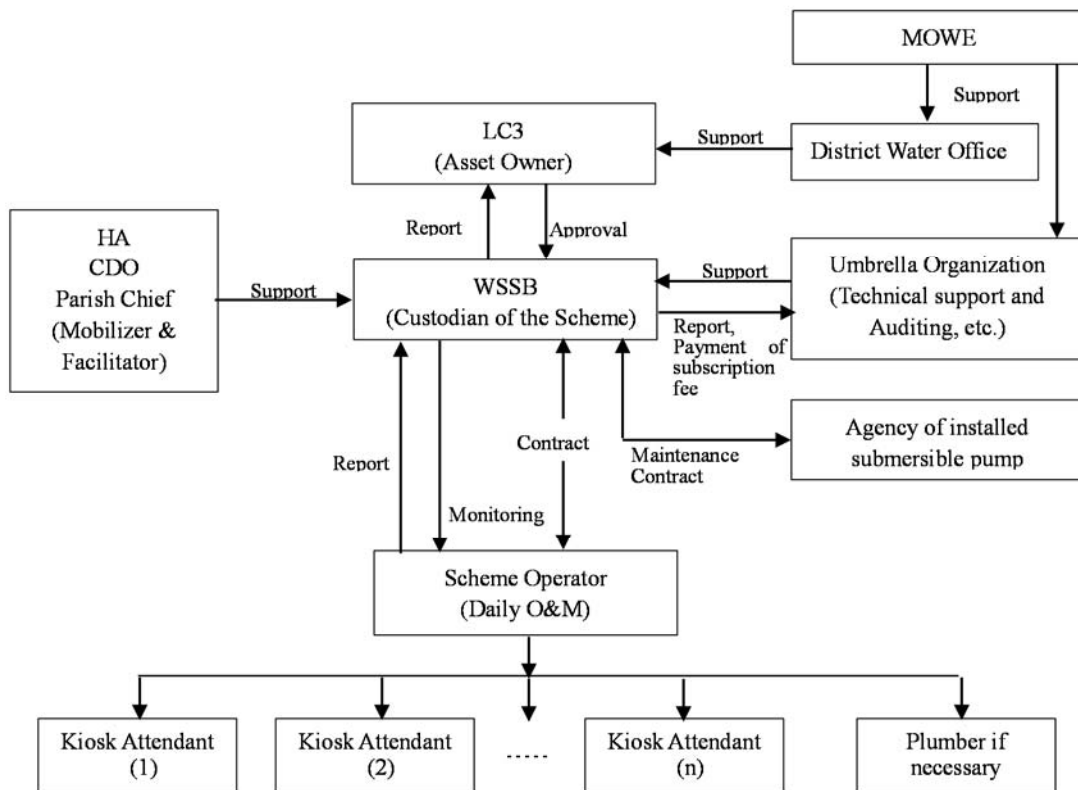 MOWE
Support
LC3
(Asset Owner)
Support
District Water Office
Report
Approval
HA
CDO
Parish Chief
(Mobilizer &
Facilitator)
Support
WSSB
(Custodian of the Scheme)
Support
Umbrella Organization
(Technical support and
Auditing, etc.)
Report,
Payment of
subscription
fee
Agency of installed
submersible pump
Maintenance
Contract
Contract
Report
Monitoring
Scheme Operator
(Daily O&M)
Kiosk Attendant
(1)
Kiosk Attendant
(2)
.....
Kiosk Attendant
(n)
Plumber if
necessary